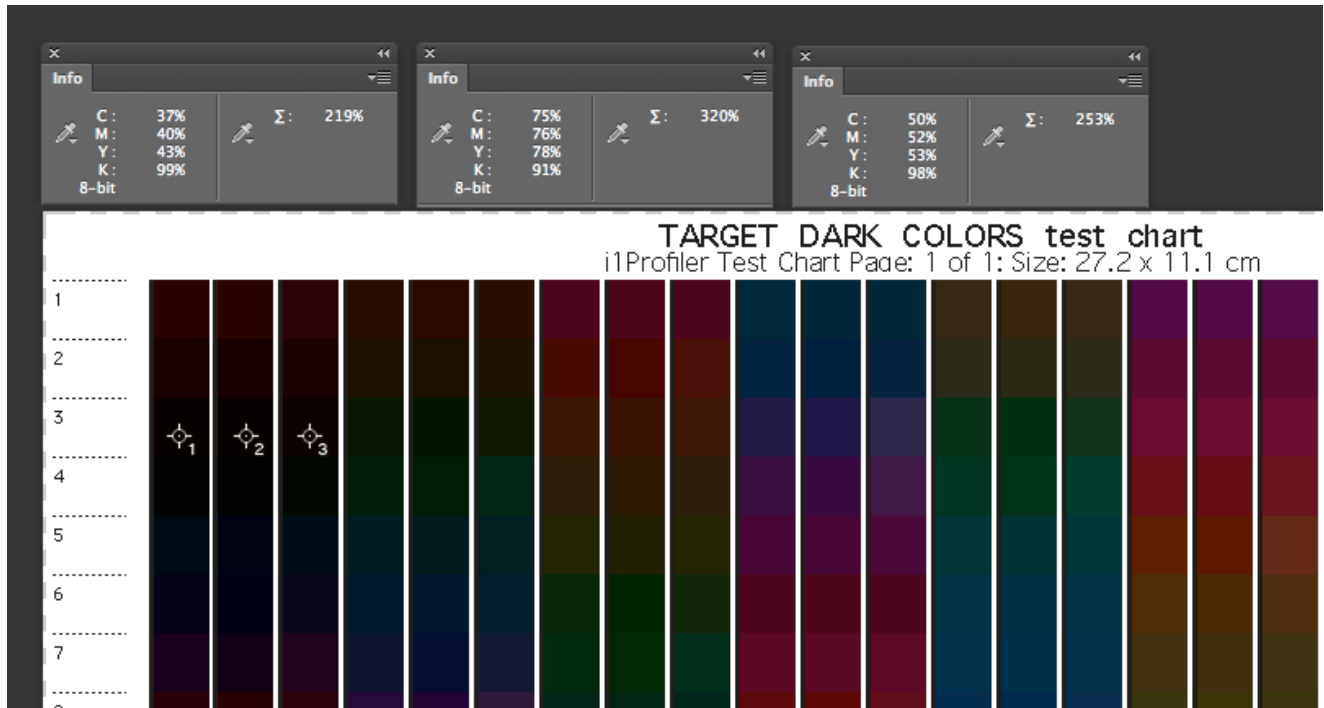 Info
C: 37%
M: 40%
Y: 43%
K: 99%
8-bit
Σ: 219%
Info
C: 75%
M: 76%
Y: 78%
K: 91%
8-bit
Σ: 320%
Info
C: 50%
M: 52%
Y: 53%
K: 98%
8-bit
Σ: 253%
TARGET DARK COLORS test chart
i1Profiler Test Chart Page: 1 of 1: Size: 27.2 x 11.1 cm
1
2
3
1 2 3
4
5
6
7